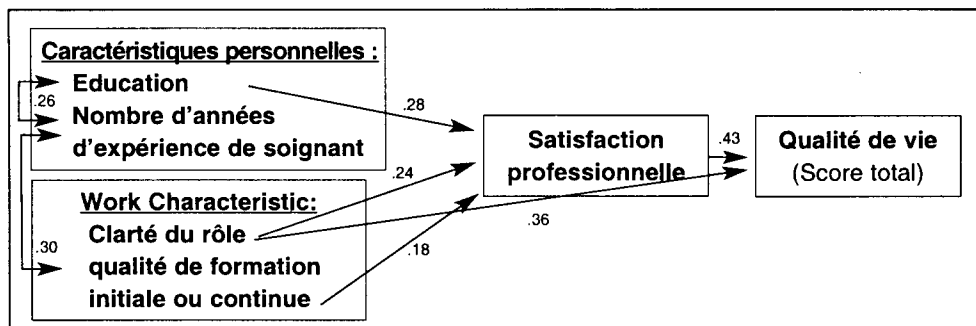 Caractéristiques personnelles :
Education
.26
Nombre d'années
d'expérience de soignant
.28
Satisfaction
professionnelle
.43
Qualité de vie
(Score total)
.24
Work Characteristic:
Clarté du rôle
.36
.30
qualité de formation
.18
initiale ou continue